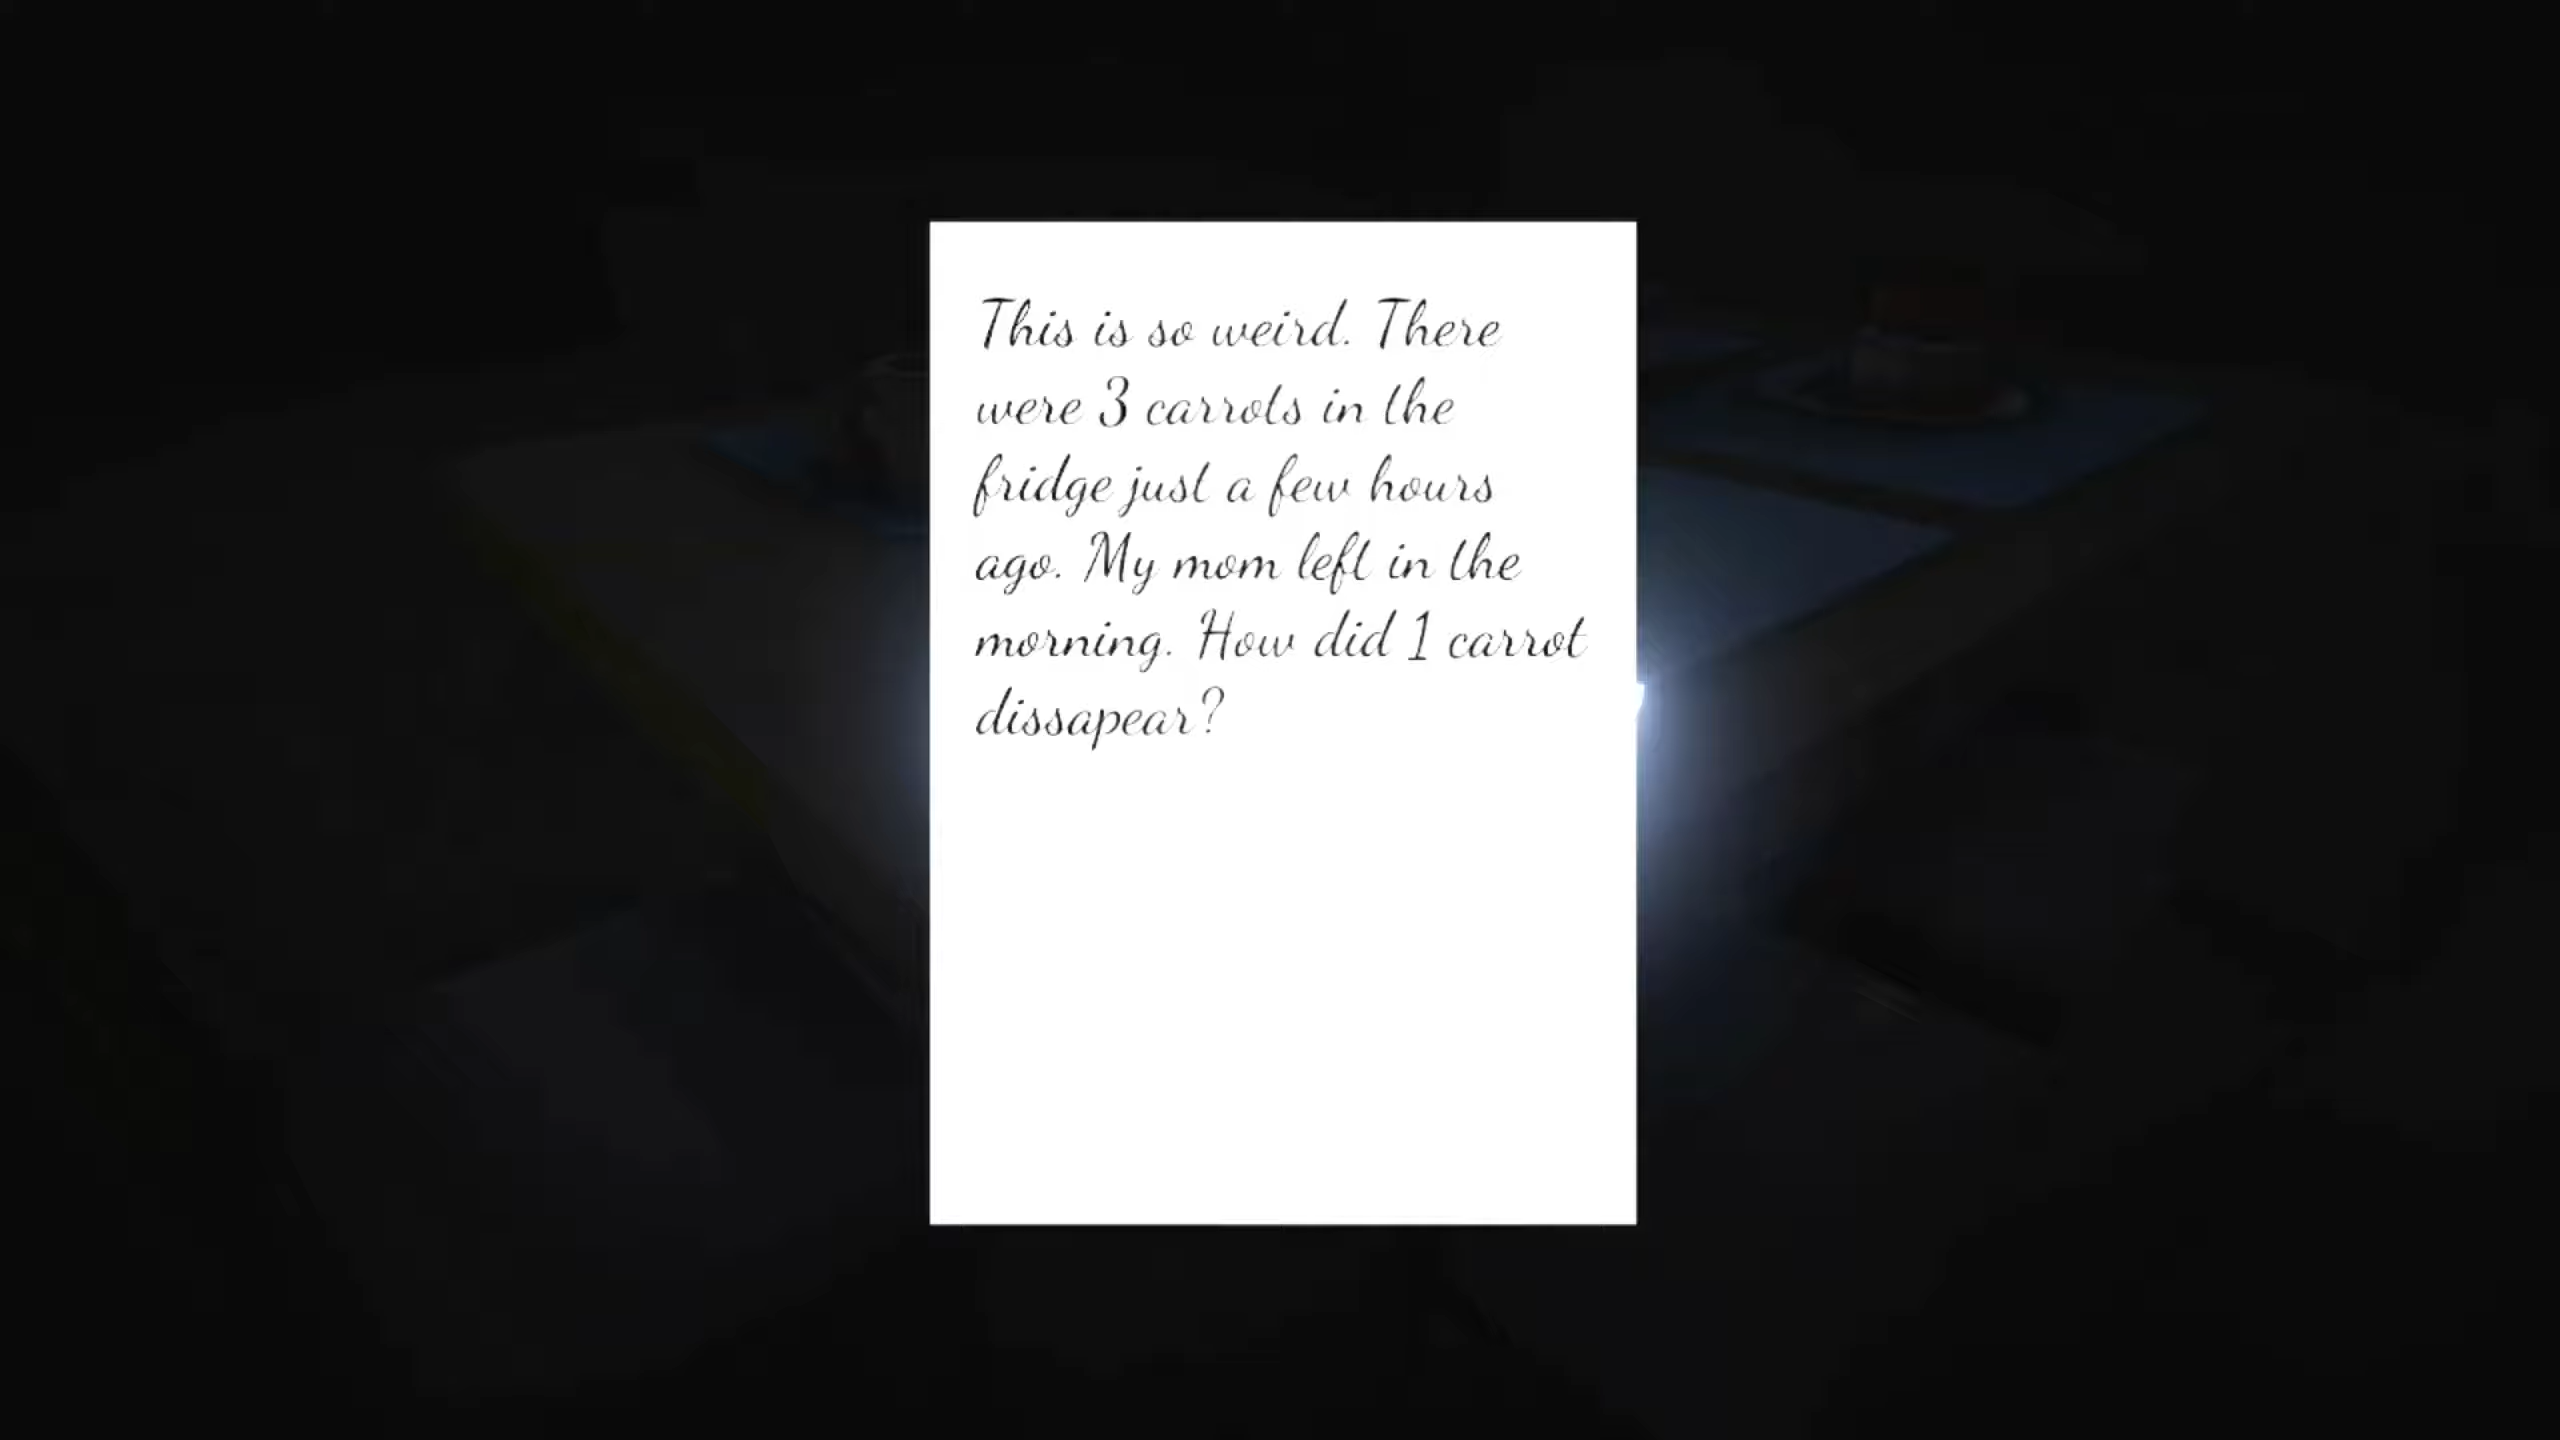 This is so weird. There
were 3 carrots in the
fridge just a few hours
ago. My mom left in the
morning. How did 1 carrot
dissapear?